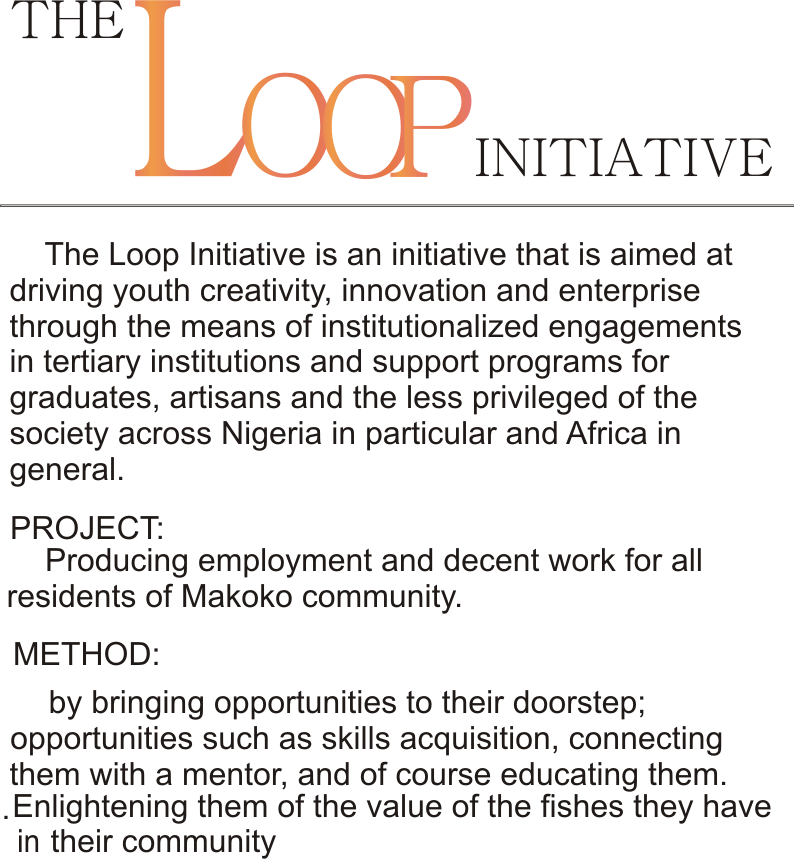 THE LOOP INITIATIVE
The Loop Initiative is an initiative that is aimed at
driving youth creativity, innovation and enterprise
through the means of institutionalized engagements
in tertiary institutions and support programs for
graduates, artisans and the less privileged of the
society across Nigeria in particular and Africa in
general.
PROJECT:
Producing employment and decent work for all
residents of Makoko community.
METHOD:
by bringing opportunities to their doorstep;
opportunities such as skills acquisition, connecting
them with a mentor, and of course educating them.
.Enlightening them of the value of the fishes they have
in their community